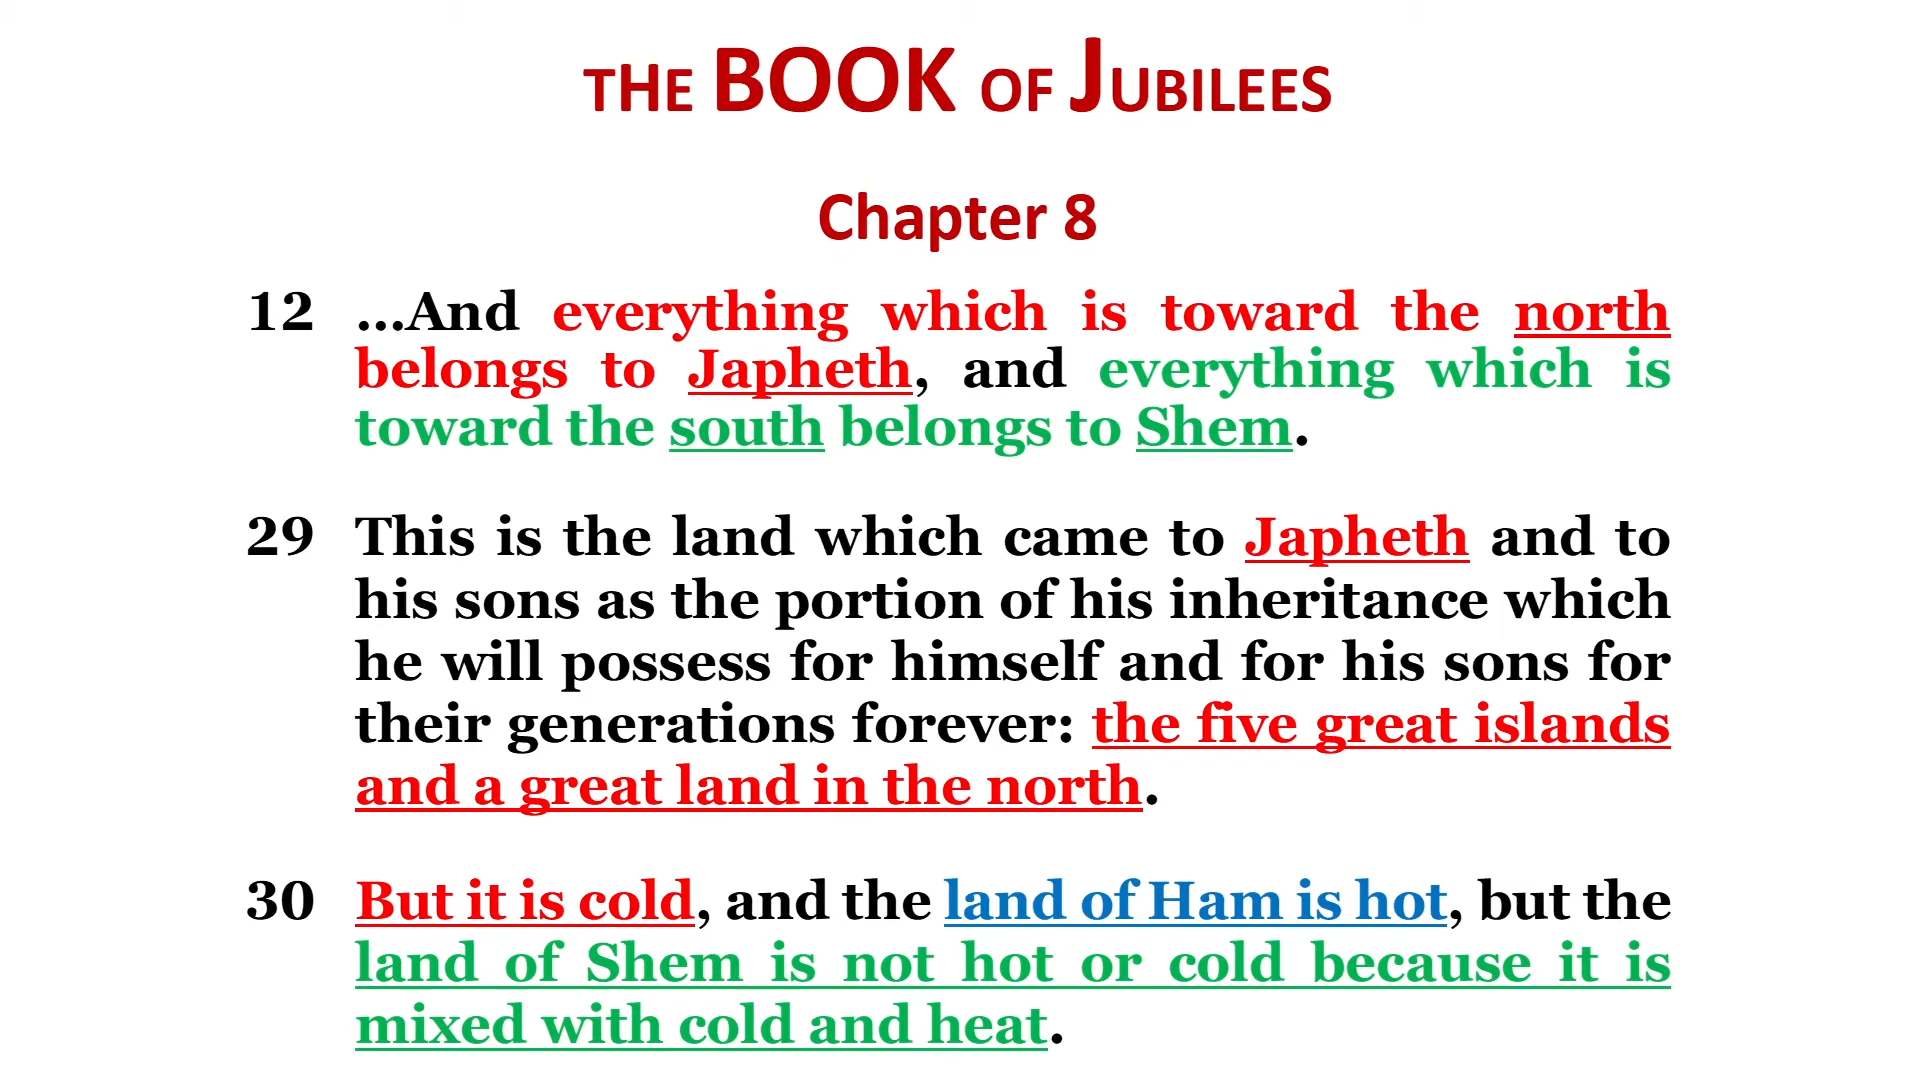 THE BOOK OF JUBILEES
Chapter 8
12 ...And everything which is toward the north
belongs to Japheth, and everything which is
toward the south belongs to Shem.
29 This is the land which came to Japheth and to
his sons as the portion of his inheritance which
he will possess for himself and for his sons for
their generations forever: the five great islands
and a great land in the north.
30 But it is cold, and the land of Ham is hot, but the
land of Shem is not hot or cold because it is
mixed with cold and heat.